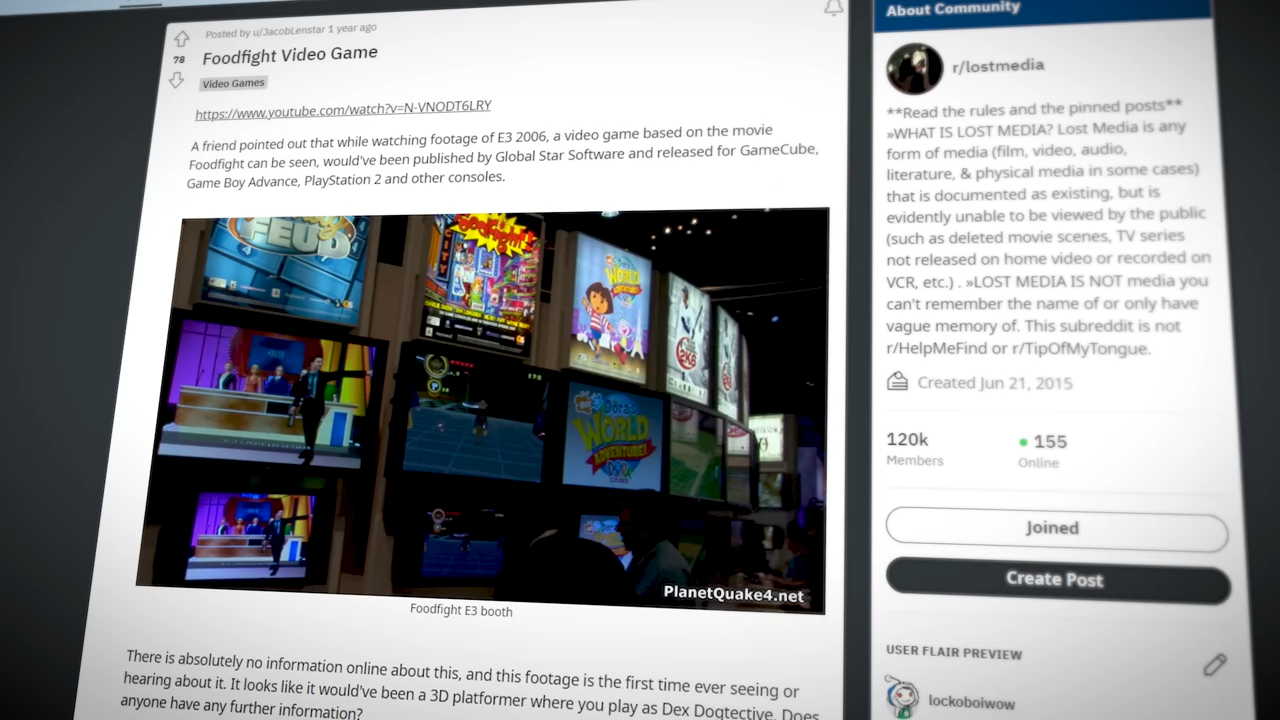 Posted by u/JacobLenstar 1 year ago
78
Foodfight Video Game
Video Games
https://www.youtube.com/watch?v=N-VNODT6LRY
A friend pointed out that while watching footage of E3 2006, a video game based on the movie
Foodfight can be seen, would've been published by Global Star Software and released for GameCube,
Game Boy Advance, PlayStation 2 and other consoles.
FEUD
CITY
WORLD
2K6
175
Dora's
WORLD
ADVENTURE!
PlanetQuake4.net
Foodfight E3 booth
There is absolutely no information online about this, and this footage is the first time ever seeing or
hearing about it. It looks like it would've been a 3D platformer where you play as Dex Dogtective. Does
anyone have any further information?
About Community
r/lostmedia
**Read the rules and the pinned posts**
»WHAT IS LOST MEDIA? Lost Media is any
form of media (film, video, audio,
literature, & physical media in some cases)
that is documented as existing, but is
evidently unable to be viewed by the public
(such as deleted movie scenes, TV series
not released on home video or recorded on
VCR, etc.) . »LOST MEDIA IS NOT media you
can't remember the name of or only have
vague memory of. This subreddit is not
r/HelpMeFind or r/TipOfMyTongue.
Created Jun 21, 2015
120k
155
Members
Online
Joined
Create Post
USER FLAIR PREVIEW
lockoboiwow